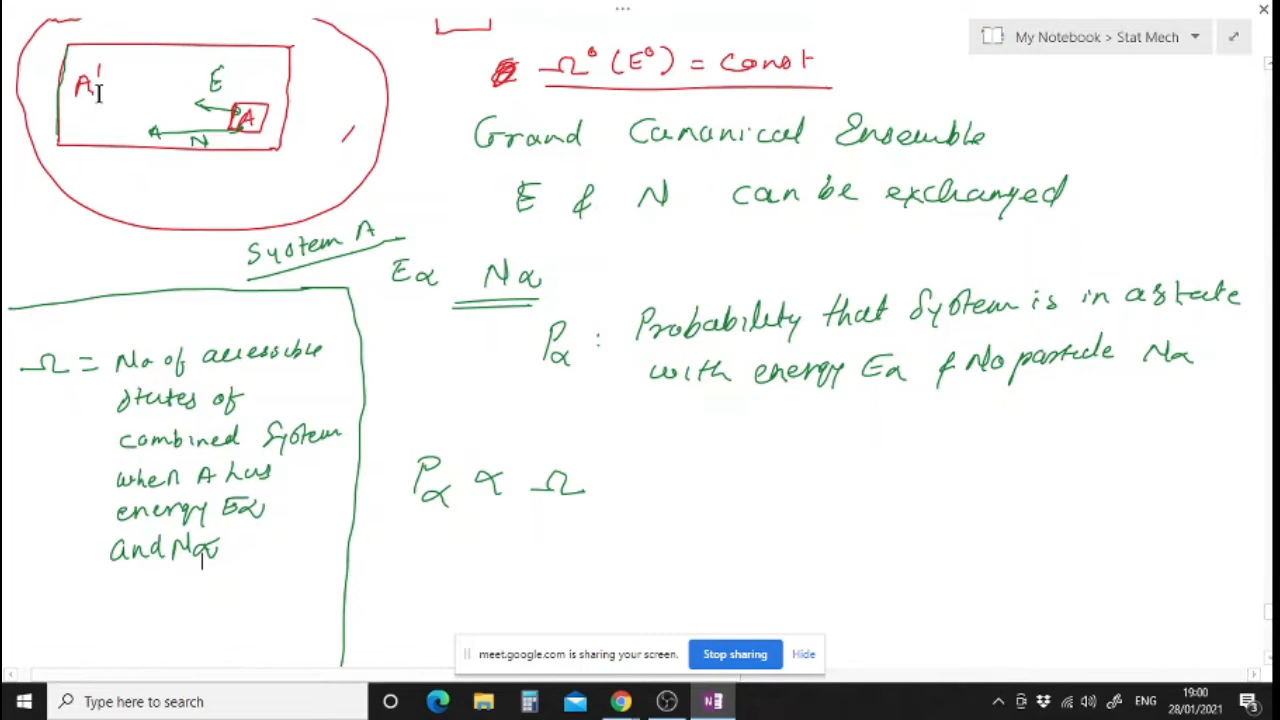 ...
My Notebook > Stat Mech
A'
E
A
N
Ω° (E°) = const
Grand Cananical Ensemble
E & N can be exchanged
System A
Eα Nα
Pα : Probability that System is in a state
with energy Eα & No particle Nα
Ω = No of accessible
states of
combined System
when A has
energy Eα
and Nα
Pα ∝ Ω
meet.google.com is sharing your screen.
Stop sharing
Hide
Type here to search
ENG
19:00
28/01/2021
3